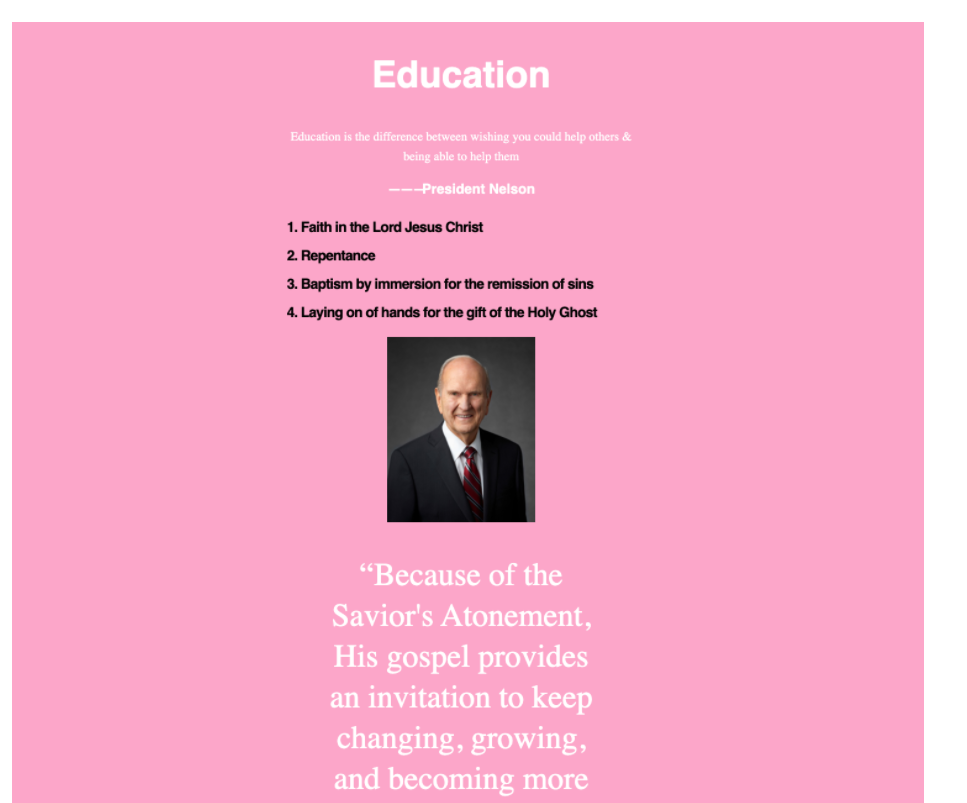 Education
Education is the difference between wishing you could help others &
being able to help them
———President Nelson
1. Faith in the Lord Jesus Christ
2. Repentance
3. Baptism by immersion for the remission of sins
4. Laying on of hands for the gift of the Holy Ghost
“Because of the
Savior's Atonement,
His gospel provides
an invitation to keep
changing, growing,
and becoming more